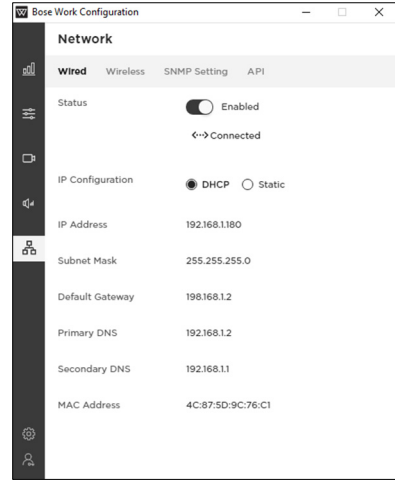 Bose Work Configuration
Network
Wired Wireless SNMP Setting API
Status Enabled
Connected
IP Configuration DHCP Static
IP Address 192.168.1.180
Subnet Mask 255.255.255.0
Default Gateway 198.168.1.2
Primary DNS 192.168.1.2
Secondary DNS 192.168.1.1
MAC Address 4C:87:5D:9C:76:C1